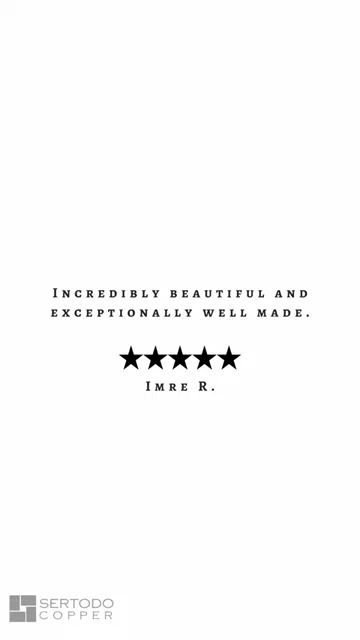 Incredibly beautiful and
exceptionally well made.
★★★★★
Imre R.
SERTODO
COPPER